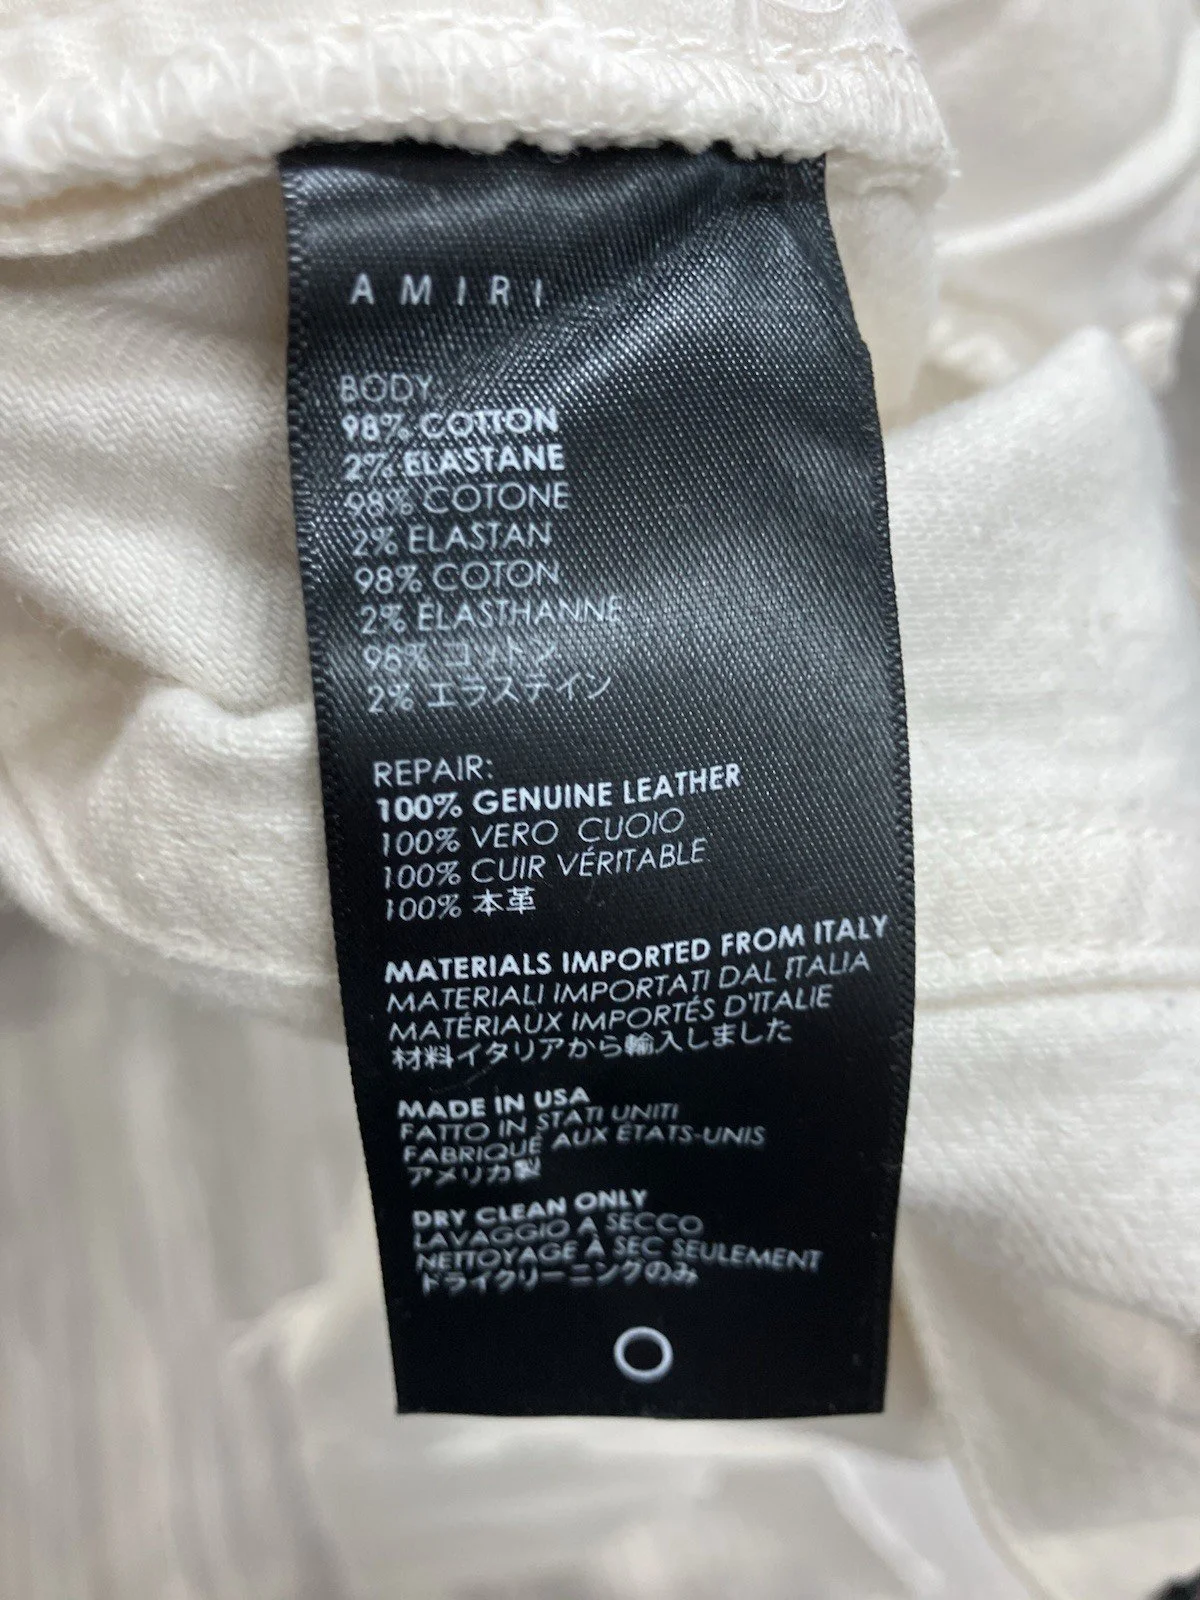 AMIRI
BODY:
98% COTTON
2% ELASTANE
98% COTONE
2% ELASTAN
98% COTON
2% ÉLASTHANNE
98% コットン
2% エラステイン
REPAIR:
100% GENUINE LEATHER
100% VERO CUOIO
100% CUIR VÉRITABLE
100% 本革
MATERIALS IMPORTED FROM ITALY
MATERIALI IMPORTATI DAL ITALIA
MATÉRIAUX IMPORTÉS D'ITALIE
材料イタリアから輸入しました
MADE IN USA
FATTO IN STATI UNITI
FABRIQUÉ AUX ÉTATS-UNIS
アメリカ製
DRY CLEAN ONLY
LAVAGGIO A SECCO
NETTOYAGE À SEC SEULEMENT
ドライクリーニングのみ